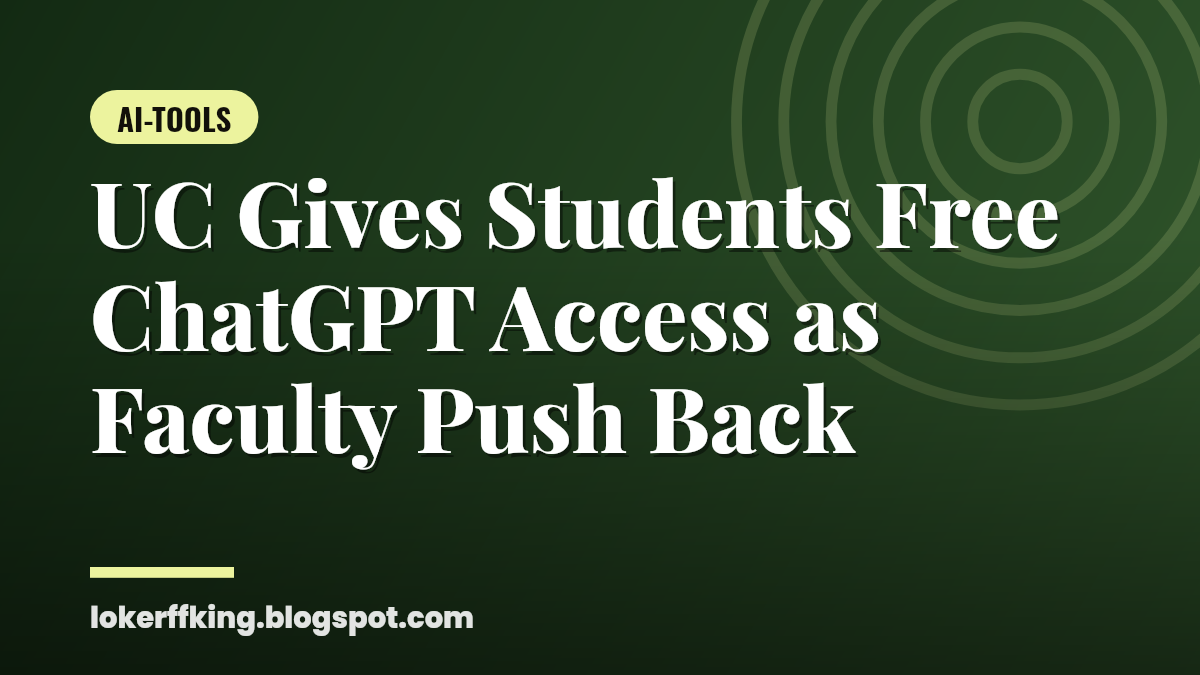 AI-TOOLS
UC Gives Students Free
ChatGPT Access as
Faculty Push Back
lokerffking.blogspot.com